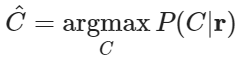 Ĉ = argmax P(C|r)
C